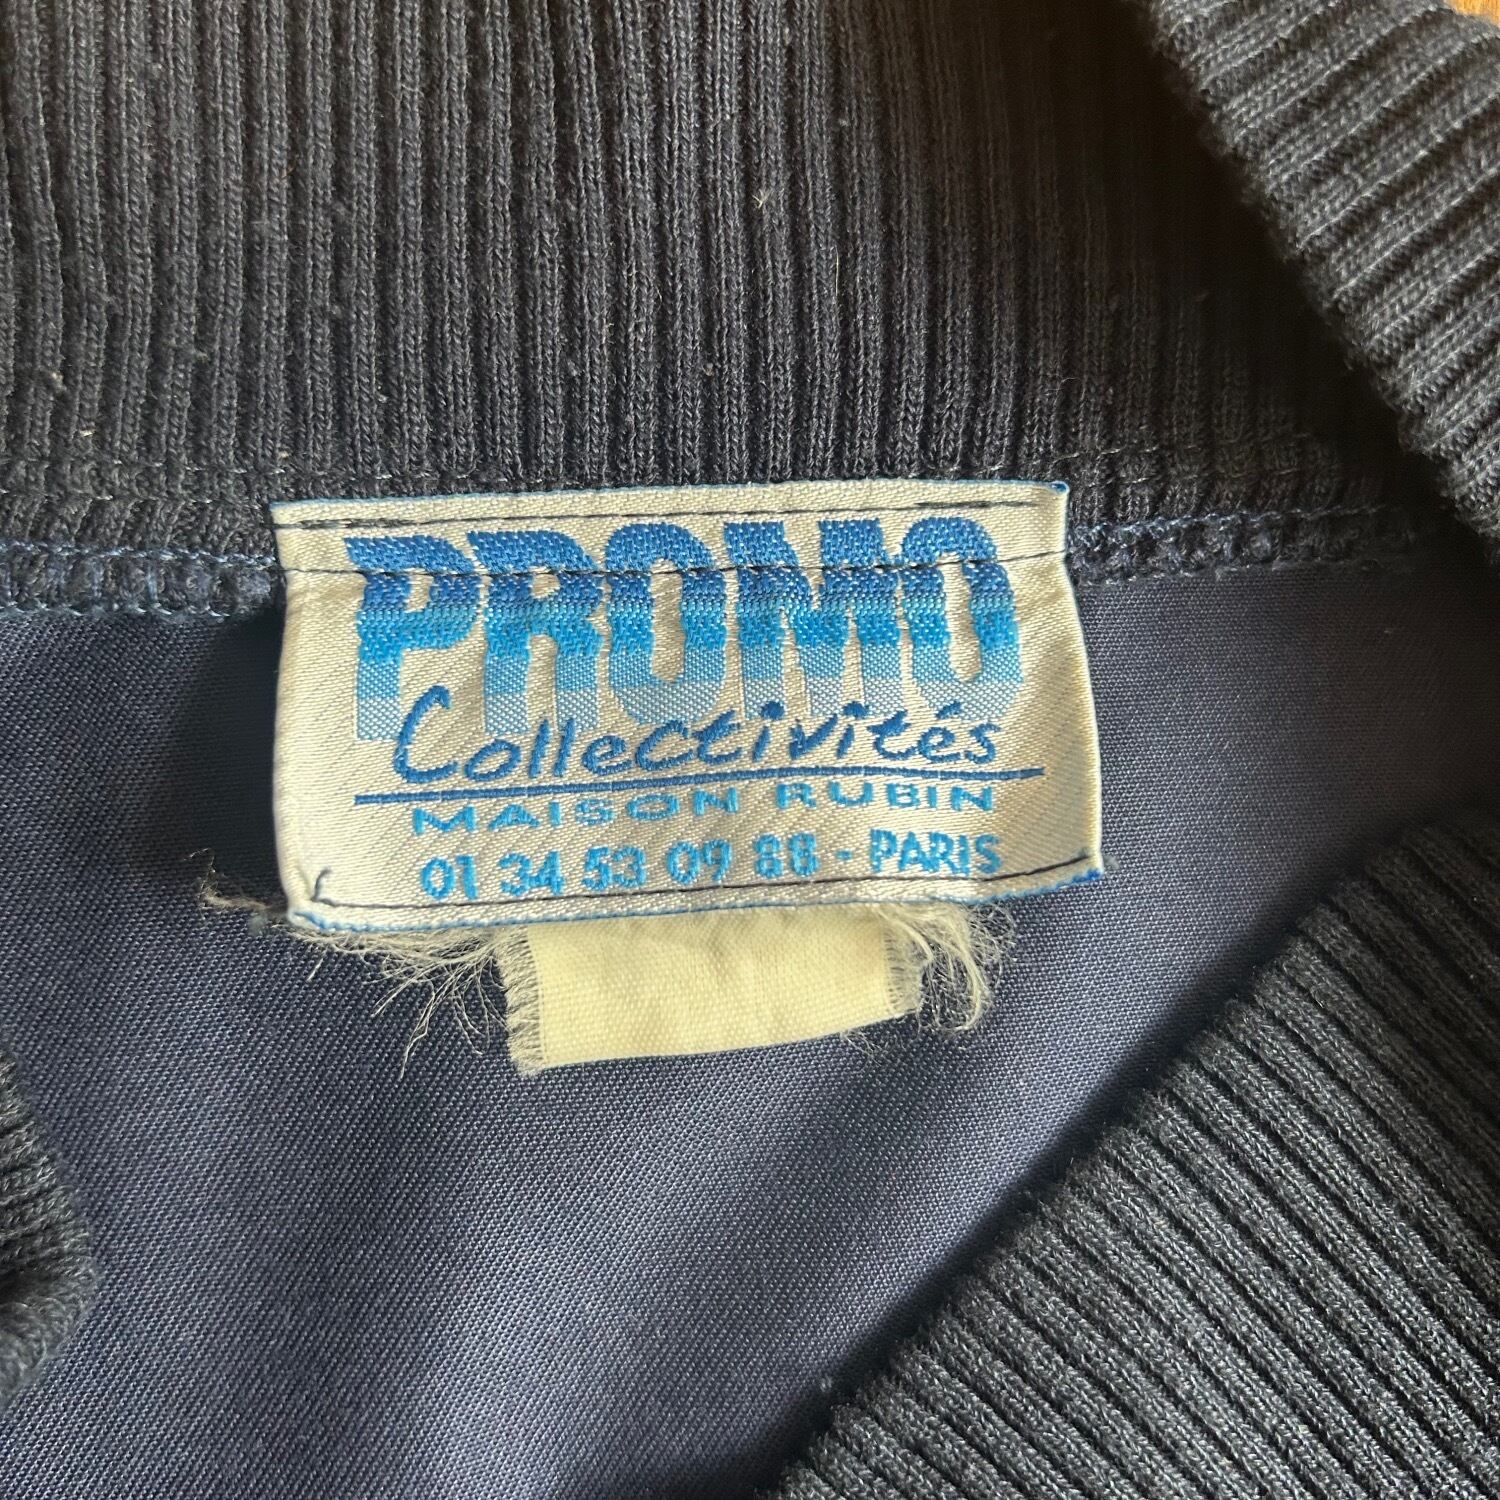 PROMO
Collectivités
MAISON RUBIN
01 34 53 09 88 - PARIS